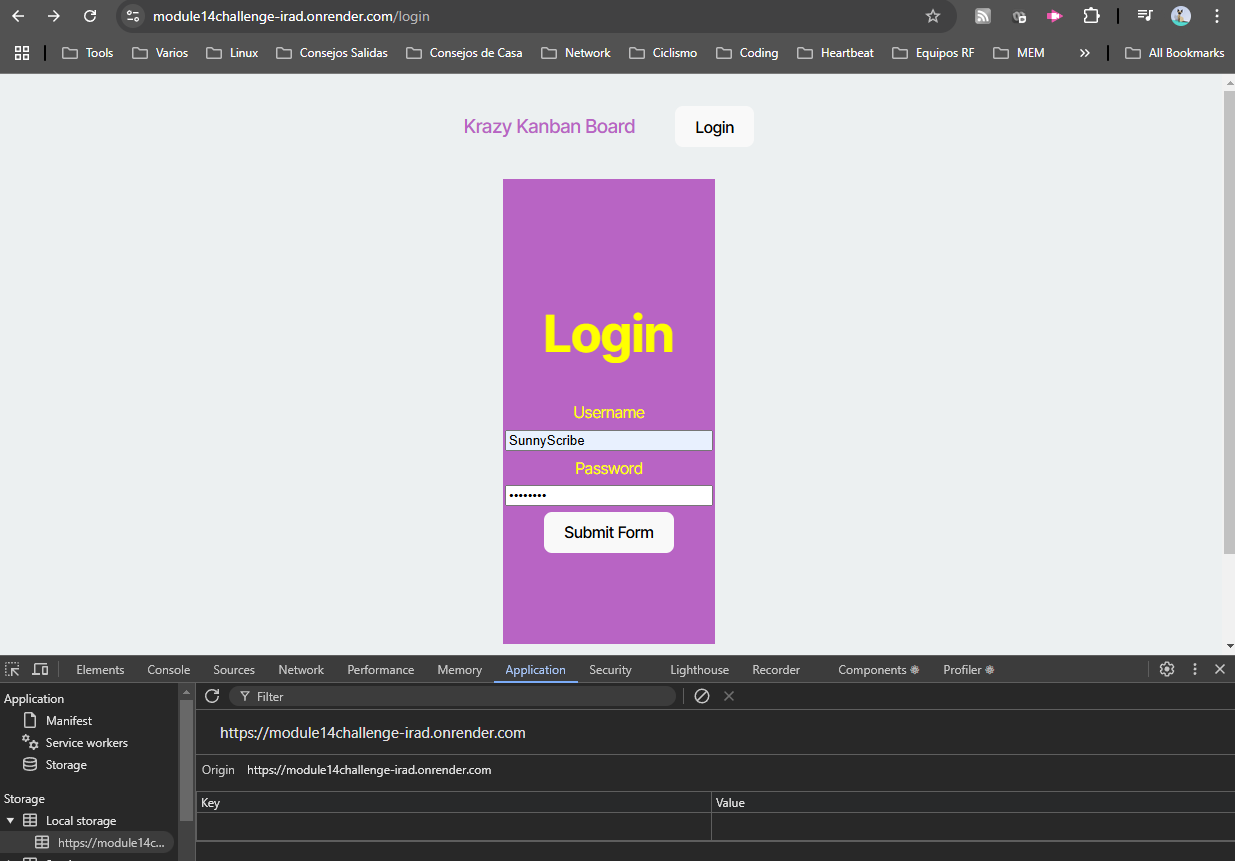 module14challenge-irad.onrender.com/login
Tools Varios Linux Consejos Salidas Consejos de Casa Network Ciclismo Coding Heartbeat Equipos RF MEM » All Bookmarks
Krazy Kanban Board Login
Login
Username
SunnyScribe
Password
••••••••
Submit Form
Elements Console Sources Network Performance Memory Application Security Lighthouse Recorder Components Profiler
Application
Manifest
Service workers
Storage
Storage
Local storage
https://module14c...
Filter
https://module14challenge-irad.onrender.com
Origin https://module14challenge-irad.onrender.com
Key Value